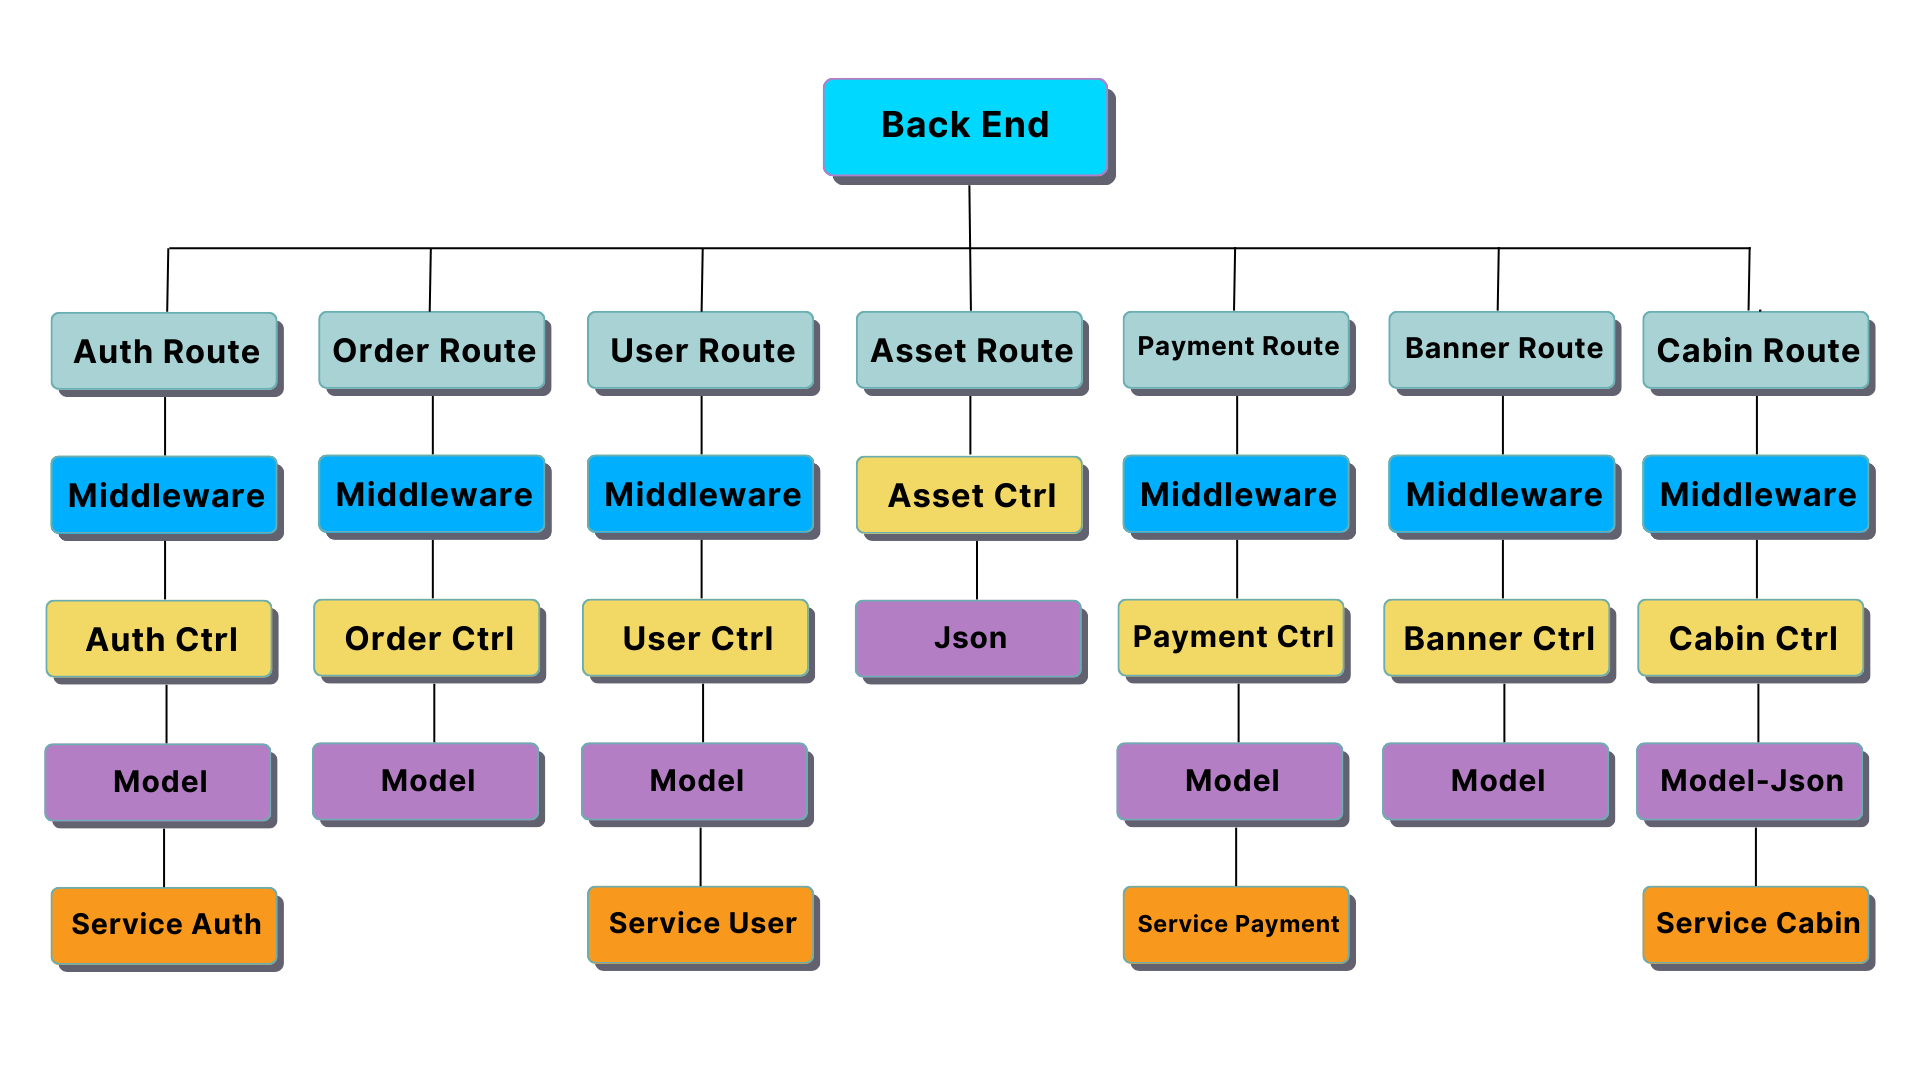 Back End
Auth Route
Order Route
User Route
Asset Route
Payment Route
Banner Route
Cabin Route
Middleware
Middleware
Middleware
Asset Ctrl
Middleware
Middleware
Middleware
Auth Ctrl
Order Ctrl
User Ctrl
Json
Payment Ctrl
Banner Ctrl
Cabin Ctrl
Model
Model
Model
Model
Model
Model-Json
Service Auth
Service User
Service Payment
Service Cabin